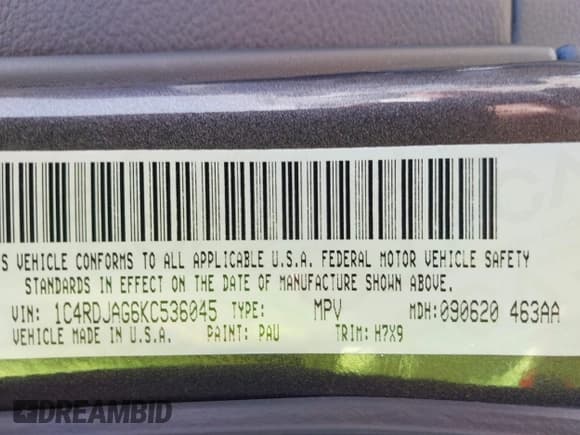 S VEHICLE CONFORMS TO ALL APPLICABLE U.S.A. FEDERAL MOTOR VEHICLE SAFETY
STANDARDS IN EFFECT ON THE DATE OF MANUFACTURE SHOWN ABOVE.
VIN: 1C4RDJAG6KC536045 TYPE: MPV MDH:090620 463AA
VEHICLE MADE IN U.S.A. PAINT: PAU TRIM: H7X9
DREAMBID